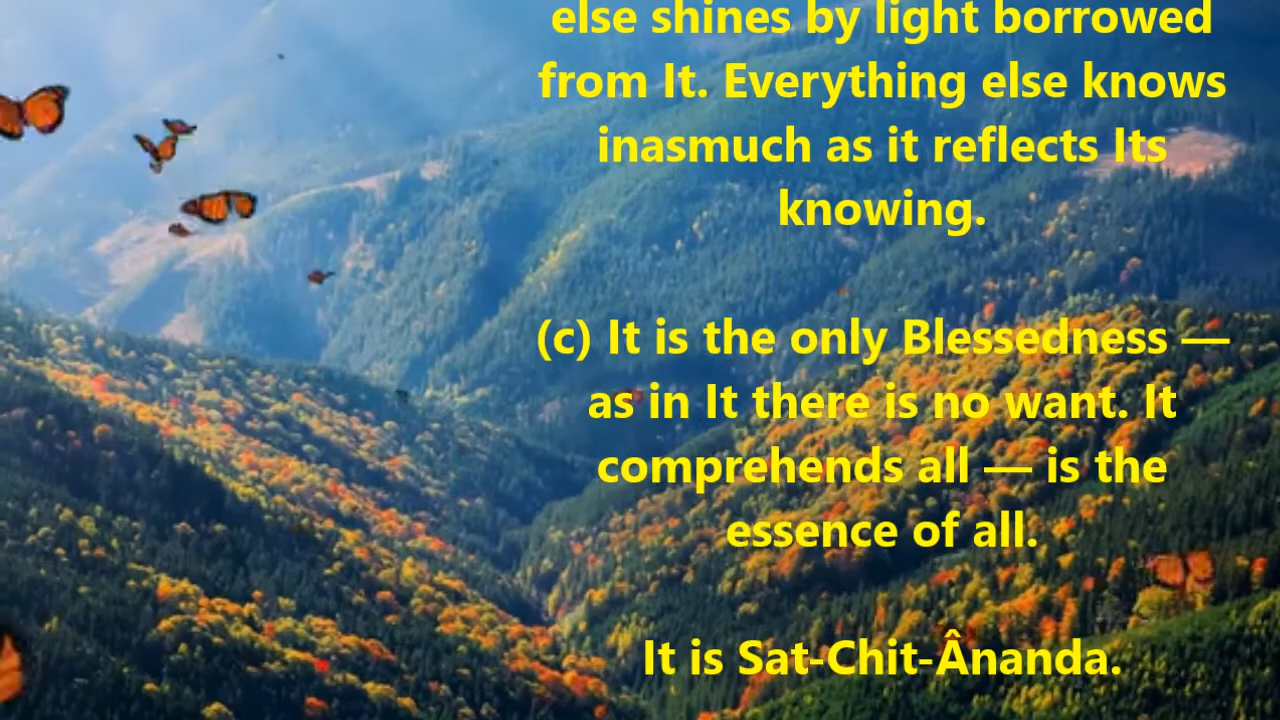 else shines by light borrowed
from It. Everything else knows
inasmuch as it reflects Its
knowing.
(c) It is the only Blessedness —
as in It there is no want. It
comprehends all — is the
essence of all.
It is Sat-Chit-Ânanda.